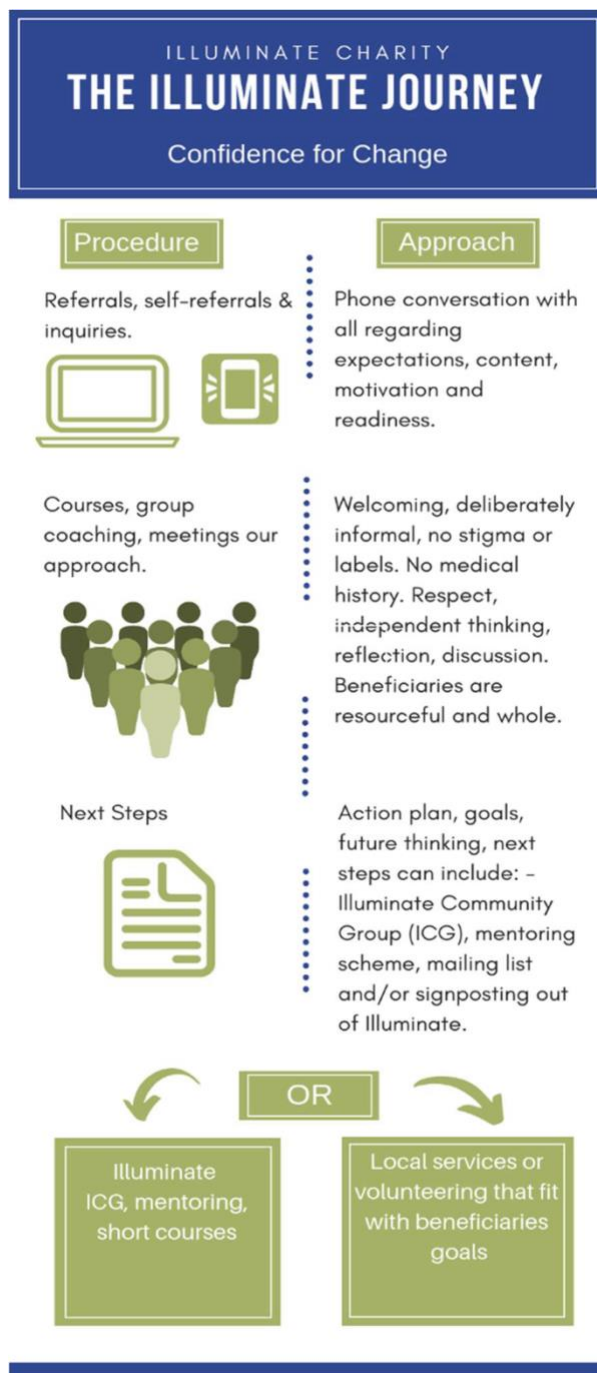 ILLUMINATE CHARITY
THE ILLUMINATE JOURNEY
Confidence for Change
Procedure
Approach
Referrals, self-referrals &
inquiries.
Phone conversation with
all regarding
expectations, content,
motivation and
readiness.
Courses, group
coaching, meetings our
approach.
Welcoming, deliberately
informal, no stigma or
labels. No medical
history. Respect,
independent thinking,
reflection, discussion.
Beneficiaries are
resourceful and whole.
Next Steps
Action plan, goals,
future thinking, next
steps can include: -
Illuminate Community
Group (ICG), mentoring
scheme, mailing list
and/or signposting out
of Illuminate.
OR
Illuminate
ICG, mentoring,
short courses
Local services or
volunteering that fit
with beneficiaries
goals